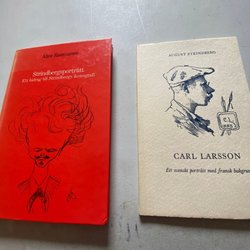 Strindbergsporträtt
Ett bidrag till Strindbergs ikonografi
AUGUST STRINDBERG
C.L.
CARL LARSSON
Ett svenskt porträtt med fransk bakgrund